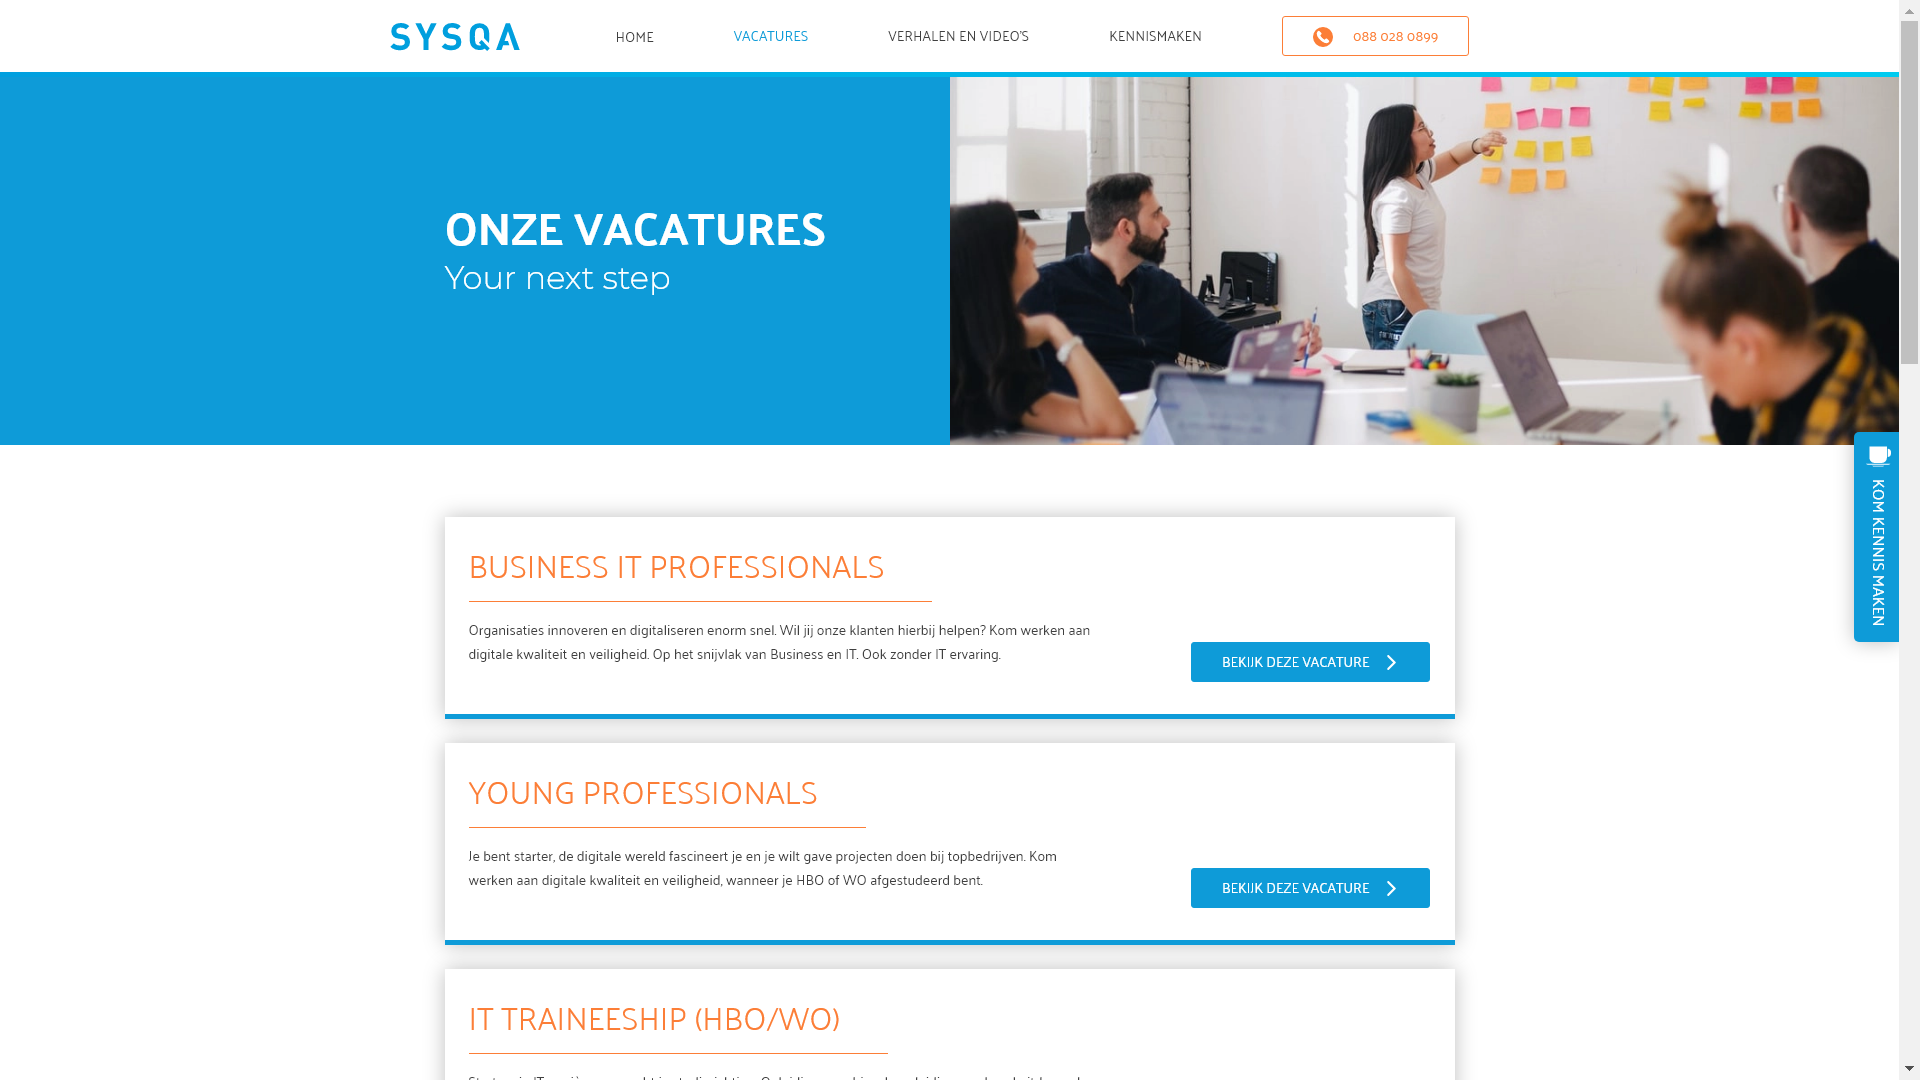 SYSQA
HOME
VACATURES
VERHALEN EN VIDEO'S
KENNISMAKEN
088 028 0899
ONZE VACATURES
Your next step
KOM KENNIS MAKEN
BUSINESS IT PROFESSIONALS
Organisaties innoveren en digitaliseren enorm snel. Wil jij onze klanten hierbij helpen? Kom werken aan
digitale kwaliteit en veiligheid. Op het snijvlak van Business en IT. Ook zonder IT ervaring.
BEKIJK DEZE VACATURE
YOUNG PROFESSIONALS
Je bent starter, de digitale wereld fascineert je en je wilt gave projecten doen bij topbedrijven. Kom
werken aan digitale kwaliteit en veiligheid, wanneer je HBO of WO afgestudeerd bent.
BEKIJK DEZE VACATURE
IT TRAINEESHIP (HBO/WO)